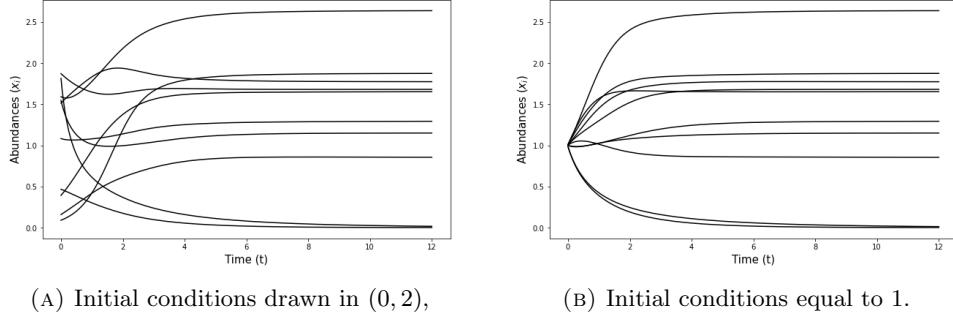 2.5
2.0
1.5
1.0
0.5
0.0
Abundances (xᵢ)
0 2 4 6 8 10 12
Time (t)
(A) Initial conditions drawn in (0, 2),
2.5
2.0
1.5
1.0
0.5
0.0
Abundances (xᵢ)
0 2 4 6 8 10 12
Time (t)
(B) Initial conditions equal to 1.